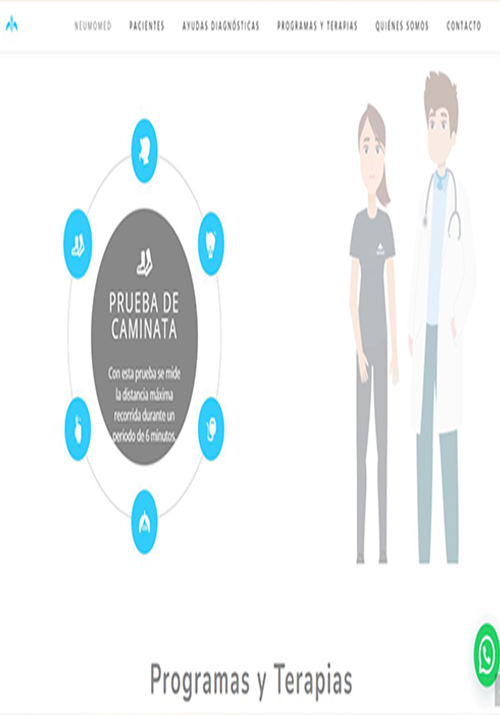 NEUMOMED PACIENTES AYUDAS DIAGNÓSTICAS PROGRAMAS Y TERAPIAS QUIÉNES SOMOS CONTACTO
PRUEBA DE
CAMINATA
Con esta prueba se mide
la distancia máxima
recorrida durante un
periodo de 6 minutos.
Programas y Terapias